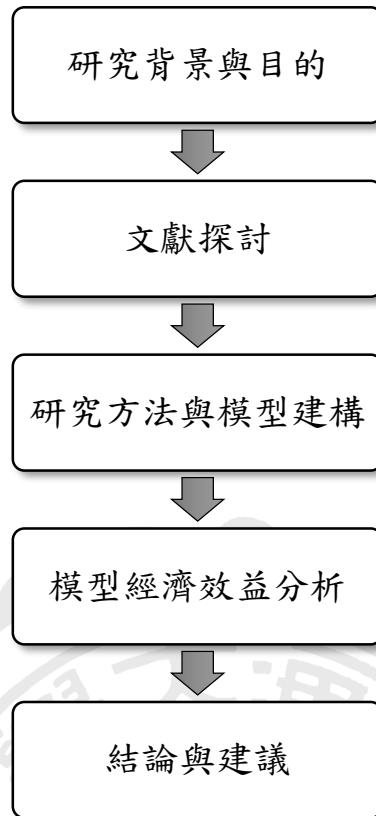 研究背景與目的
文獻探討
研究方法與模型建構
模型經濟效益分析
結論與建議